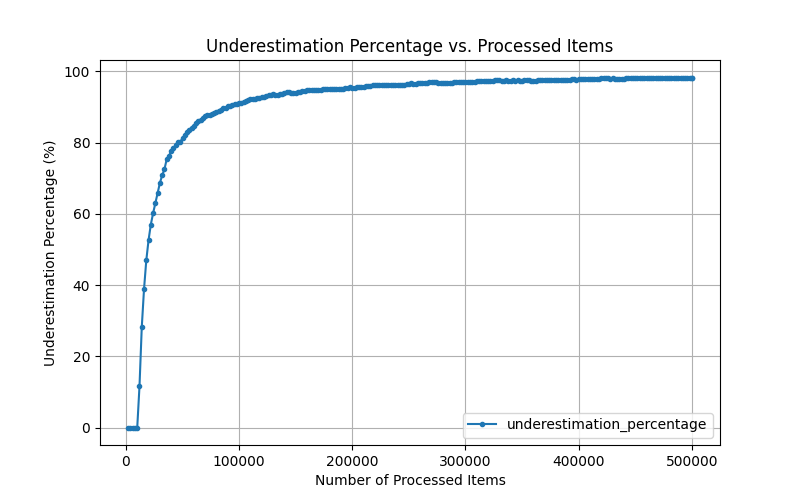 Underestimation Percentage vs. Processed Items
Underestimation Percentage (%)
100
80
60
40
20
0
underestimation_percentage
0 100000 200000 300000 400000 500000
Number of Processed Items